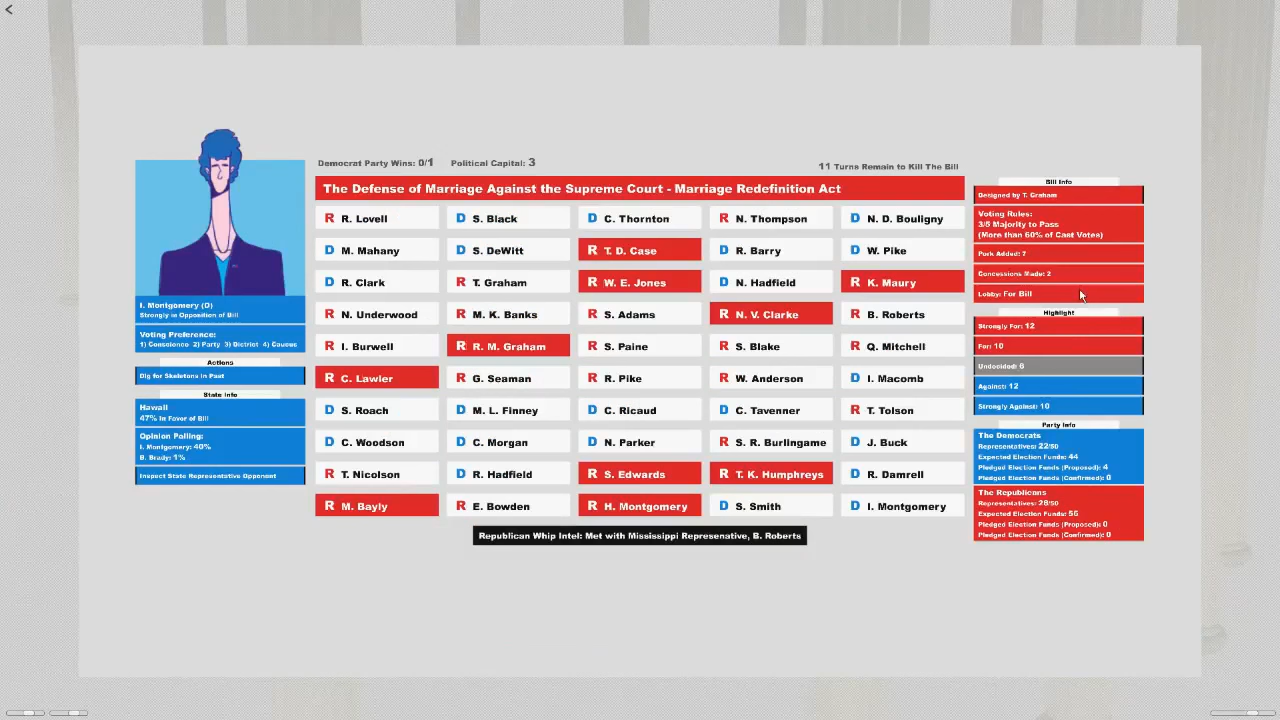 Democrat Party Wins: 0/1 Political Capital: 3 11 Turns Remain to Kill The Bill
The Defense of Marriage Against the Supreme Court - Marriage Redefinition Act
R R. Lovell D S. Black D C. Thornton R N. Thompson D N. D. Bouligny
D M. Mahany D S. DeWitt R T. D. Case D R. Barry D W. Pike
D R. Clark R T. Graham R W. E. Jones D N. Hadfield R K. Maury
R N. Underwood R M. K. Banks R S. Adams R N. V. Clarke R B. Roberts
R I. Burwell R R. M. Graham R S. Paine R S. Blake R Q. Mitchell
R C. Lawler R G. Seaman R R. Pike R W. Anderson D I. Macomb
D S. Roach D M. L. Finney D C. Ricaud D C. Tavenner R T. Tolson
D C. Woodson D C. Morgan D N. Parker R S. R. Burlingame D J. Buck
R T. Nicolson D R. Hadfield R S. Edwards R T. K. Humphreys D R. Damrell
R M. Bayly R E. Bowden R H. Montgomery D S. Smith D I. Montgomery
Republican Whip Intel: Met with Mississippi Represenative, B. Roberts
I. Montgomery (D)
Strongly in Opposition of Bill
Voting Preference:
1) Conscience 2) Party 3) District 4) Caucus
Actions
Dig for Skeletons in Past
State Info
Hawaii
47% in Favor of Bill
Opinion Polling:
I. Montgomery: 40%
B. Brady: 1%
Inspect State Representative Opponent
Bill Info
Designed by T. Graham
Voting Rules:
3/5 Majority to Pass
(More than 60% of Cast Votes)
Pork Added: 7
Concessions Made: 2
Lobby: For Bill
Highlight
Strongly For: 12
For: 10
Undecided: 6
Against: 12
Strongly Against: 10
Party Info
The Democrats
Representatives: 22/50
Expected Election Funds: 44
Pledged Election Funds (Proposed): 4
Pledged Election Funds (Confirmed): 0
The Republicans
Representatives: 28/50
Expected Election Funds: 56
Pledged Election Funds (Proposed): 0
Pledged Election Funds (Confirmed): 0